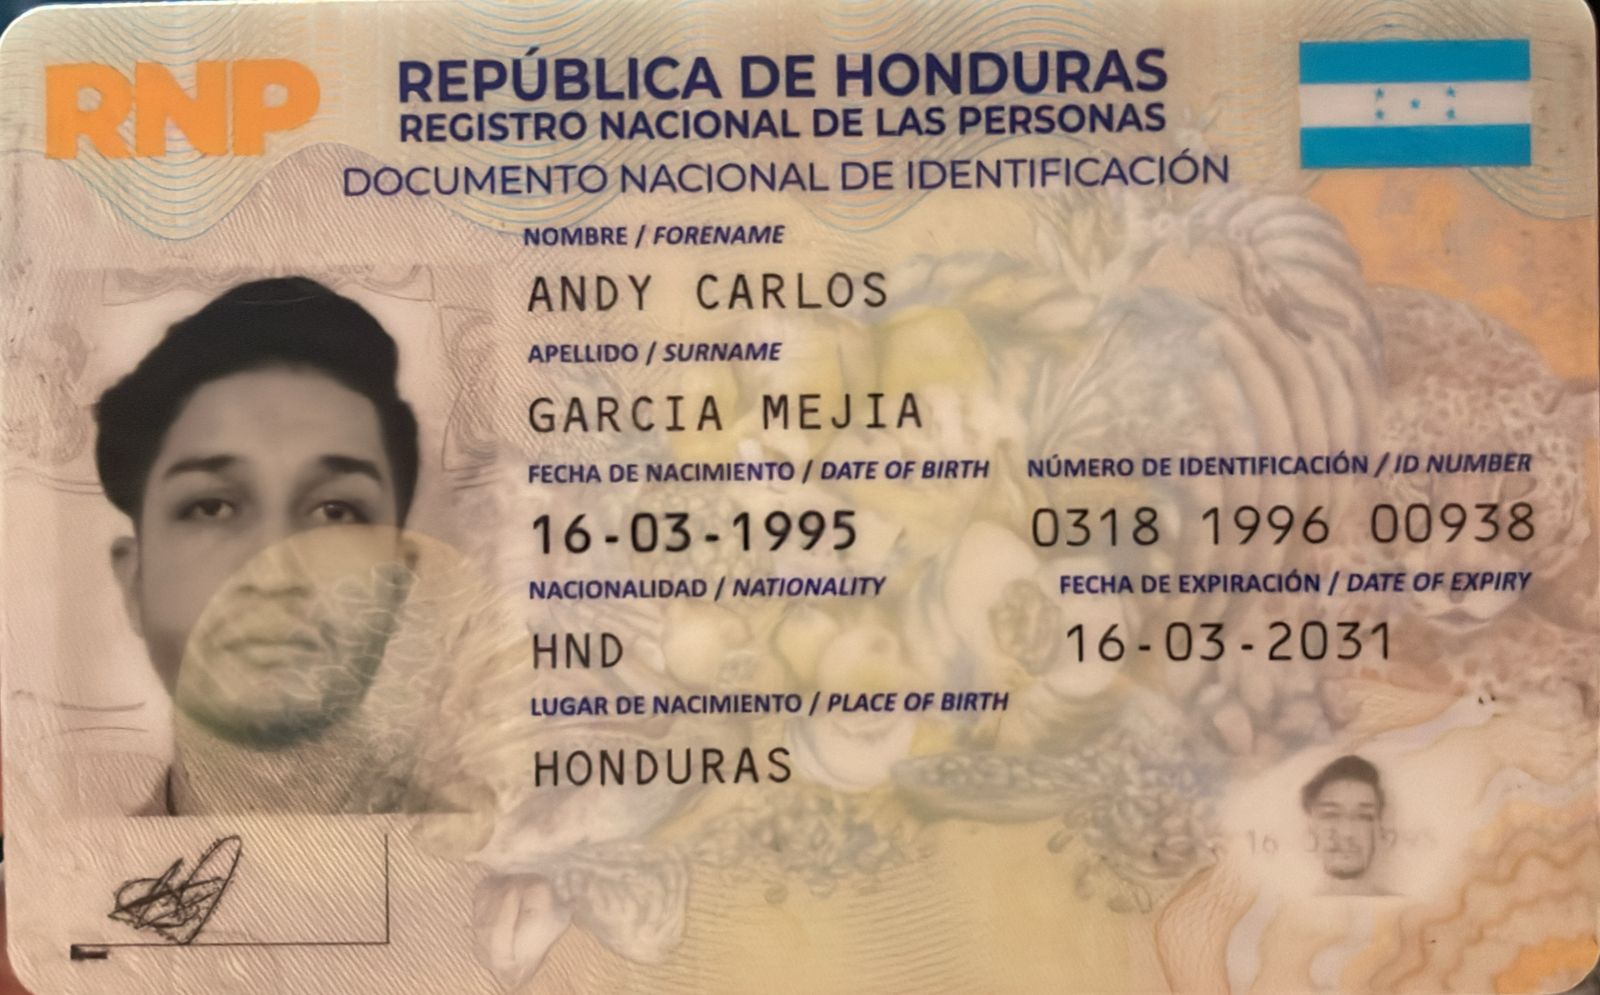 RNP
REPÚBLICA DE HONDURAS
REGISTRO NACIONAL DE LAS PERSONAS
DOCUMENTO NACIONAL DE IDENTIFICACIÓN
NOMBRE / FORENAME
ANDY CARLOS
APELLIDO / SURNAME
GARCIA MEJIA
FECHA DE NACIMIENTO / DATE OF BIRTH NÚMERO DE IDENTIFICACIÓN / ID NUMBER
16-03-1995 0318 1996 00938
NACIONALIDAD / NATIONALITY FECHA DE EXPIRACIÓN / DATE OF EXPIRY
HND 16-03-2031
LUGAR DE NACIMIENTO / PLACE OF BIRTH
HONDURAS